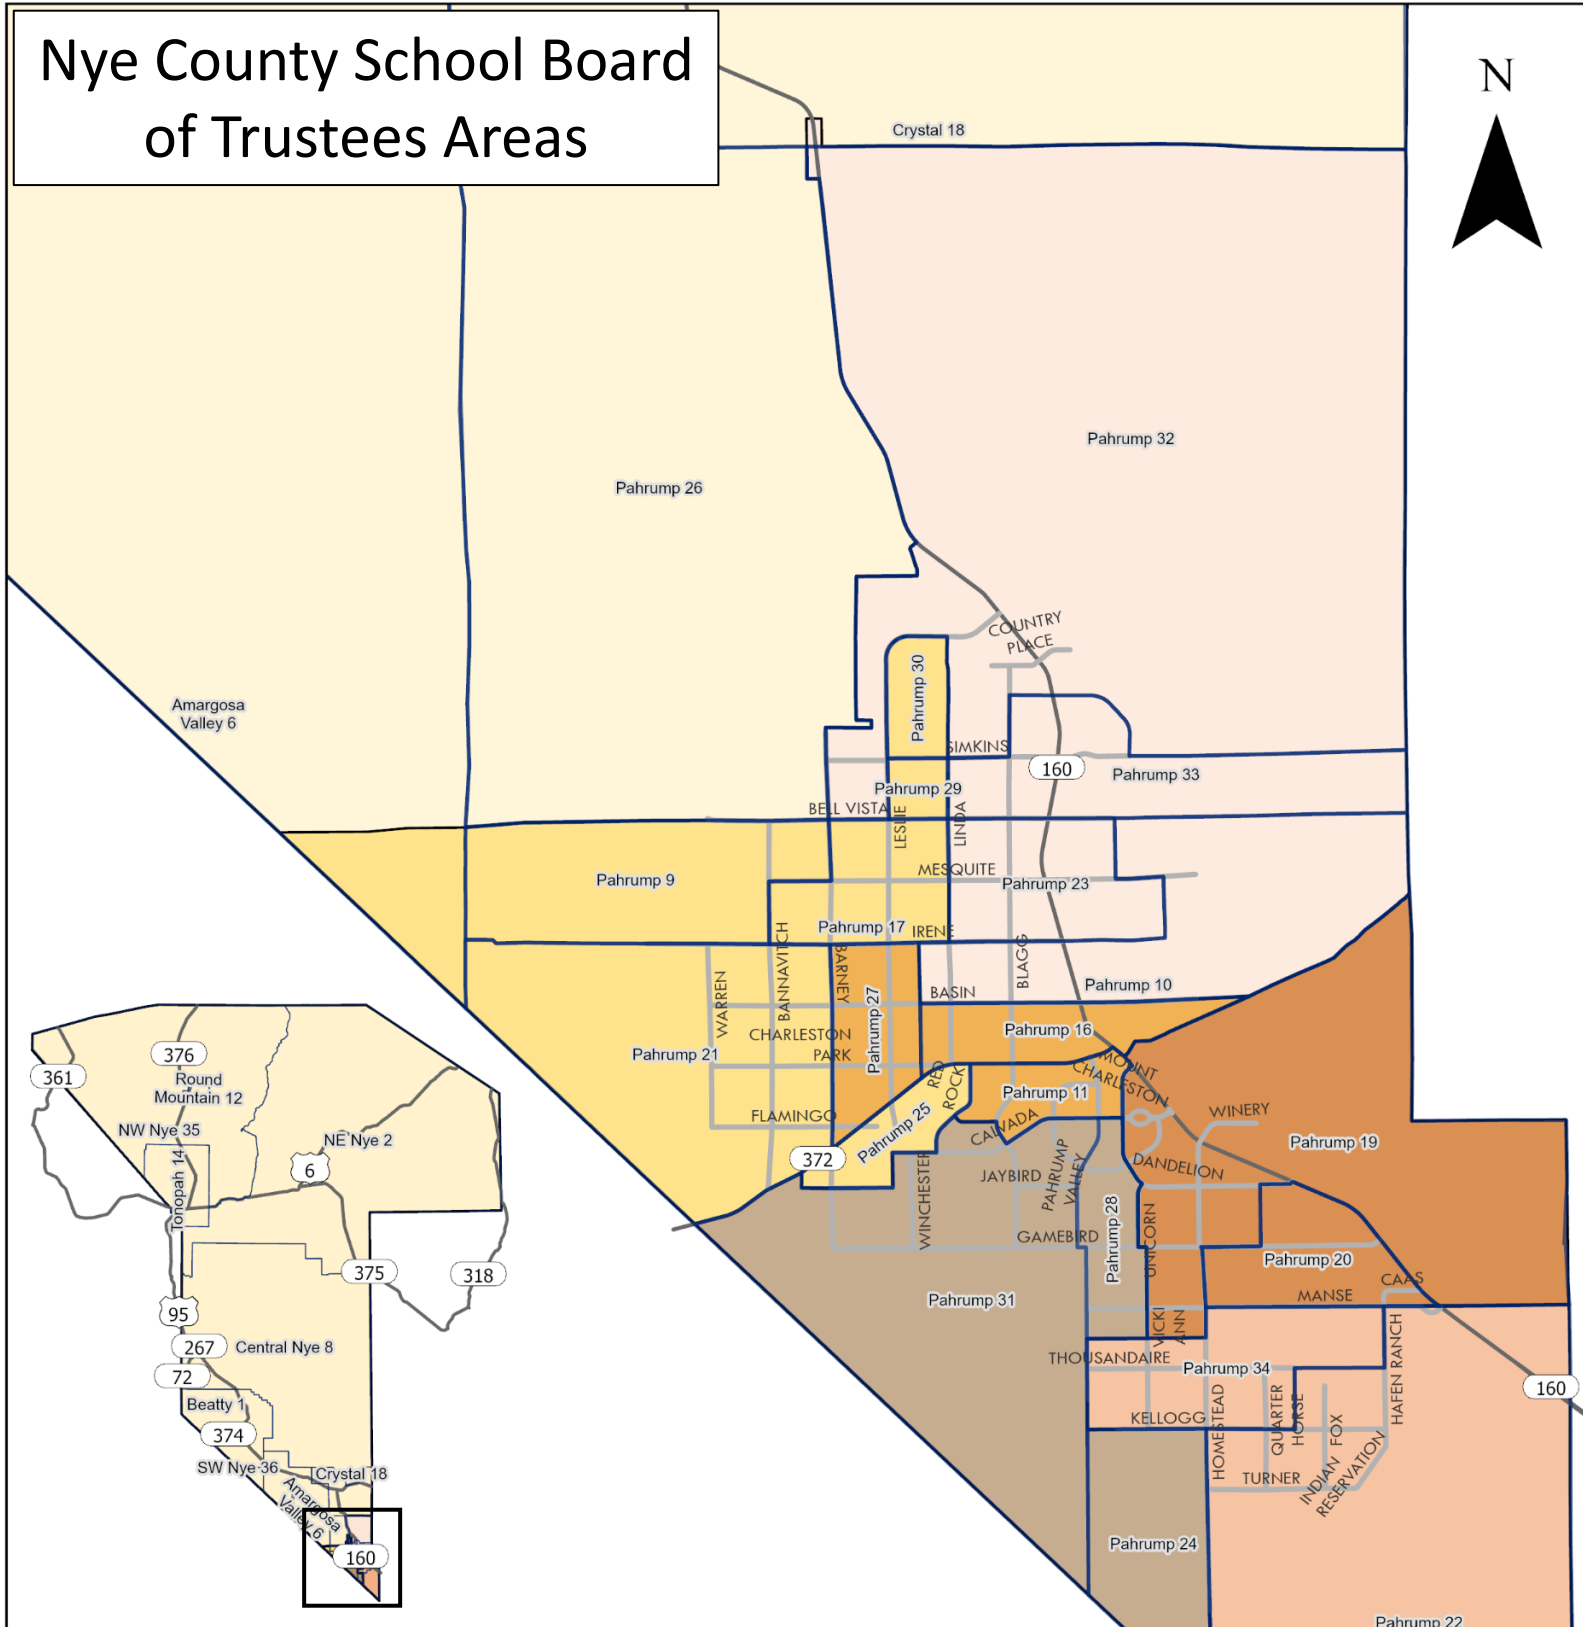 Nye County School Board
of Trustees Areas
N
Crystal 18
Pahrump 32
Pahrump 26
COUNTRY
PLACE
Pahrump 30
Amargosa
Valley 6
SIMKINS
160
Pahrump 33
Pahrump 29
BELL VISTA
LESLIE
LINDA
MESQUITE
Pahrump 9
Pahrump 23
Pahrump 17
IRENE
BANNAVITCH
BARNEY
BLAGG
WARREN
Pahrump 27
BASIN
Pahrump 10
CHARLESTON
PARK
Pahrump 16
Pahrump 21
RED
ROCK
MOUNT
CHARLESTON
Pahrump 11
FLAMINGO
Pahrump 25
CALVADA
WINERY
Pahrump 19
372
WINCHESTER
JAYBIRD
PAHRUMP
VALLEY
DANDELION
Pahrump 28
UNICORN
GAMEBIRD
Pahrump 20
CAAS
MANSE
Pahrump 31
VICKI
ANN
HAFEN RANCH
THOUSANDAIRE
Pahrump 34
160
KELLOGG
HOMESTEAD
QUARTER
HORSE
FOX
INDIAN
RESERVATION
TURNER
Pahrump 24
Pahrump 22
376
361
Round
Mountain 12
NW Nye 35
NE Nye 2
6
Tonopah 14
375
318
95
267
Central Nye 8
72
Beatty 1
374
SW Nye 36
Crystal 18
Amargosa
Valley 6
160